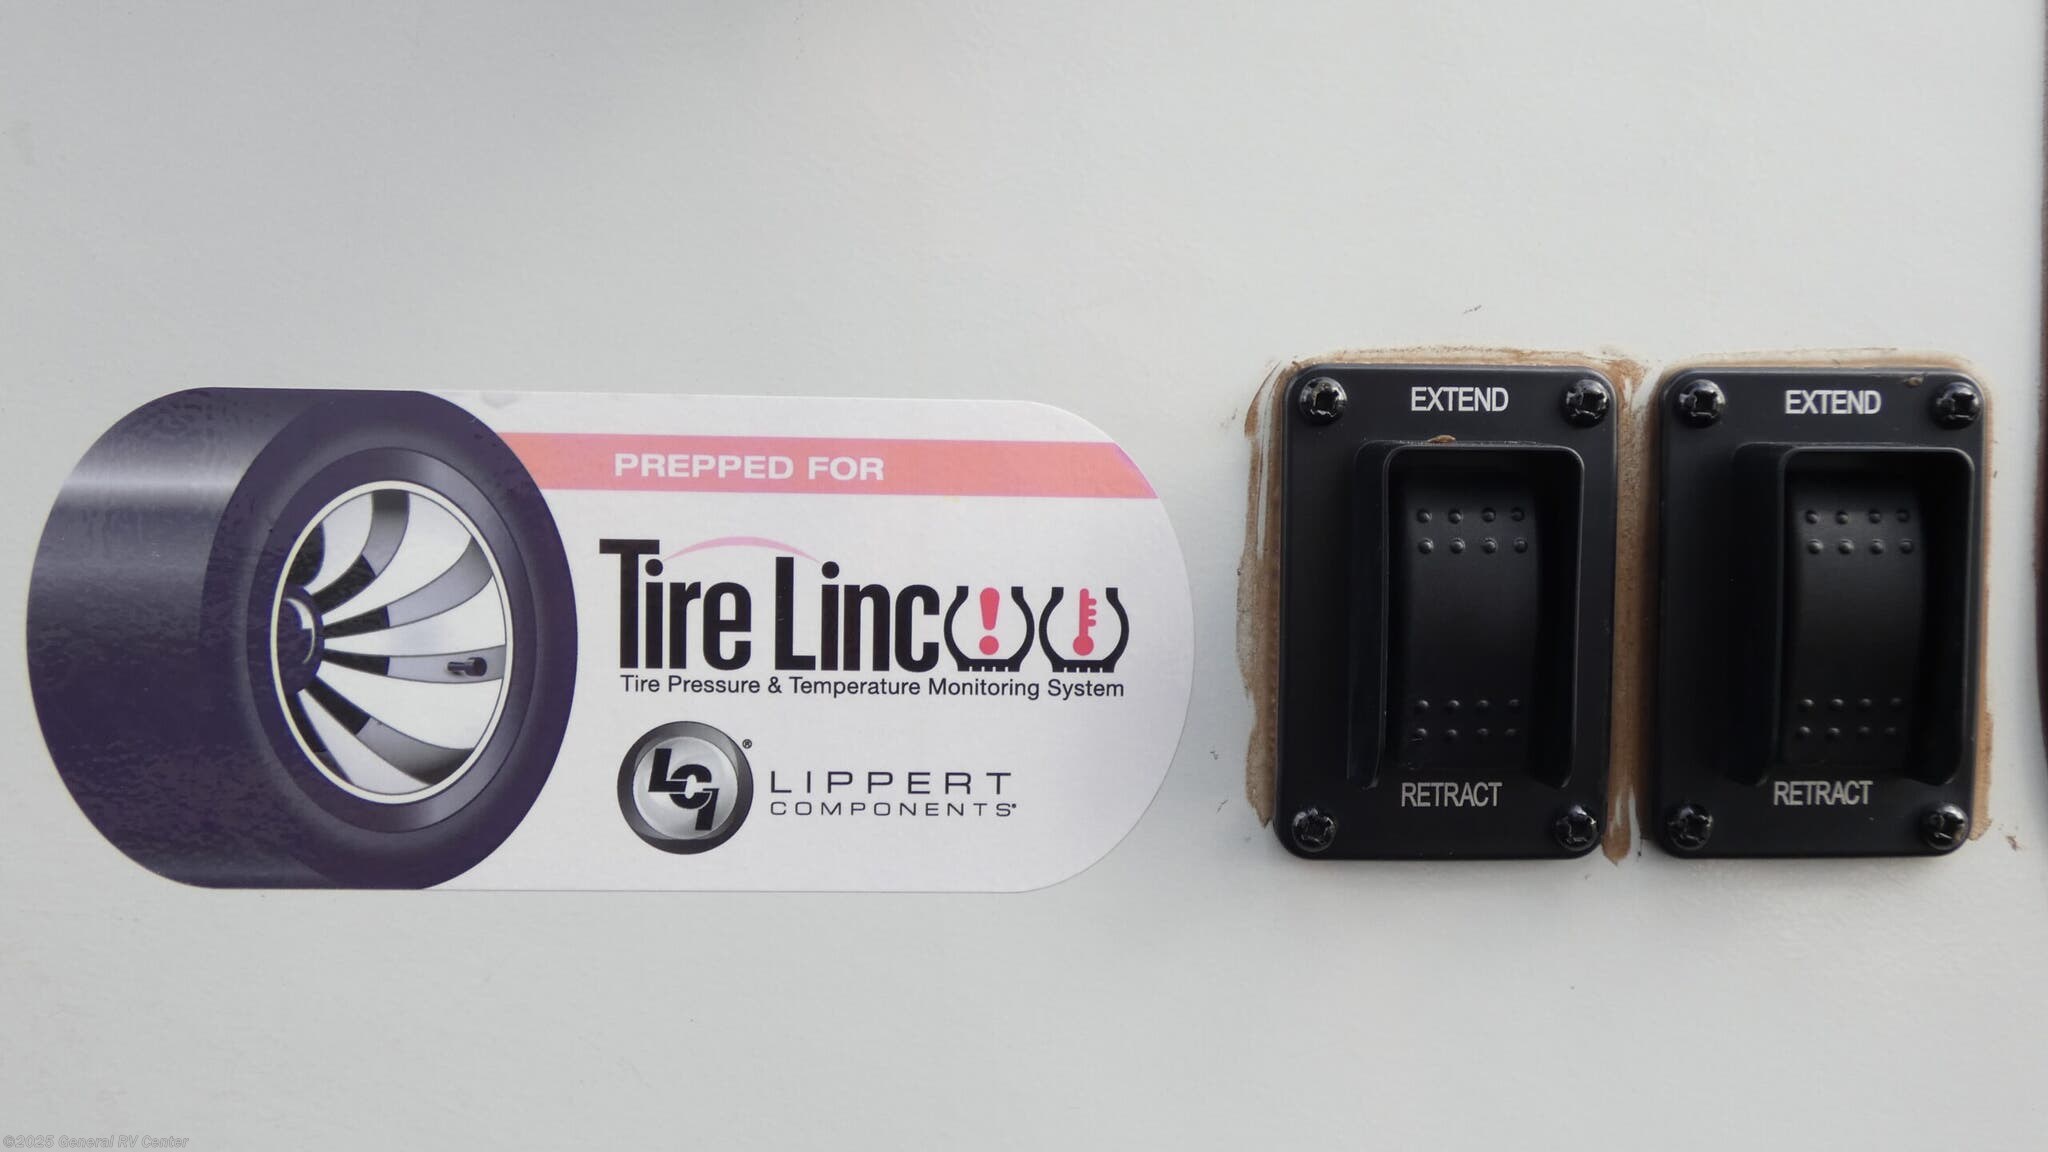 PREPPED FOR
Tire Linc
Tire Pressure & Temperature Monitoring System
LCI®
LIPPERT
COMPONENTS®
EXTEND
RETRACT
EXTEND
RETRACT
©2025 General RV Center